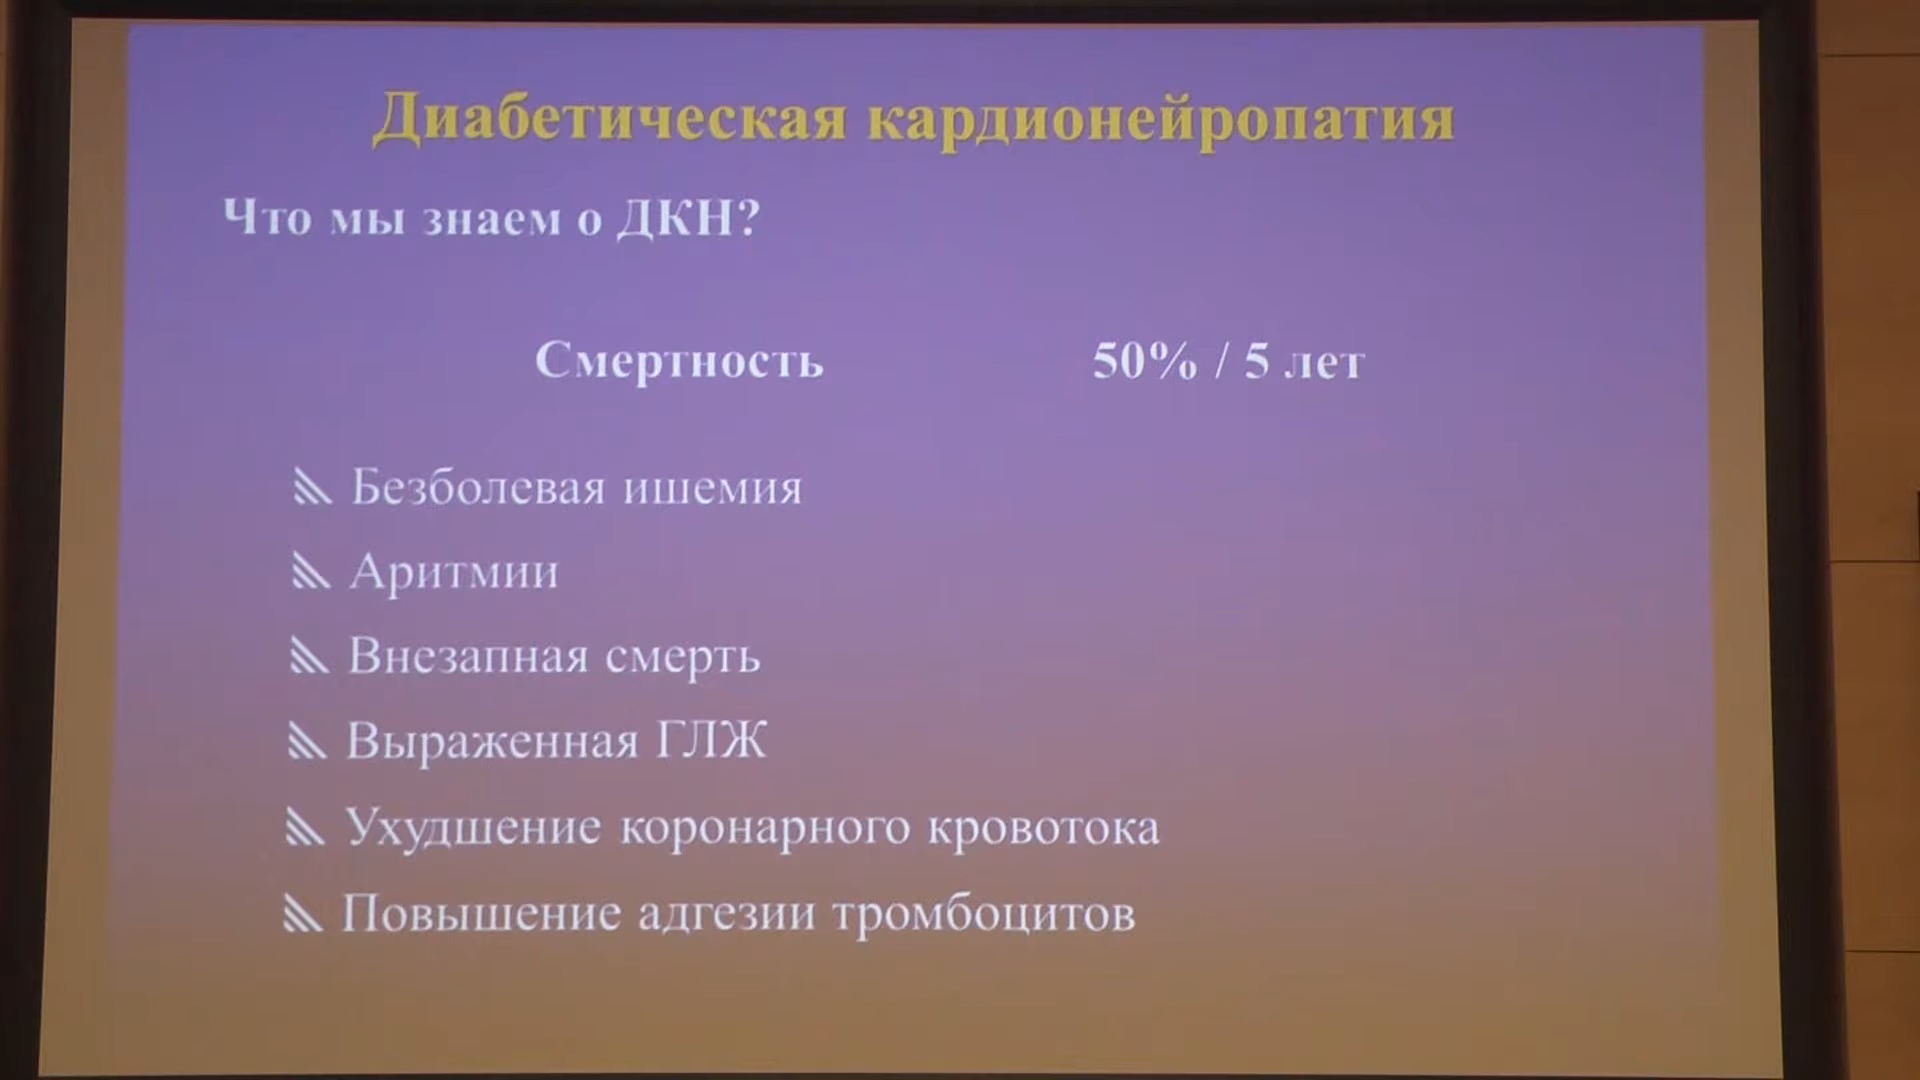 Диабетическая кардионейропатия
Что мы знаем о ДКН?
Смертность 50% / 5 лет
Безболевая ишемия
Аритмии
Внезапная смерть
Выраженная ГЛЖ
Ухудшение коронарного кровотока
Повышение адгезии тромбоцитов